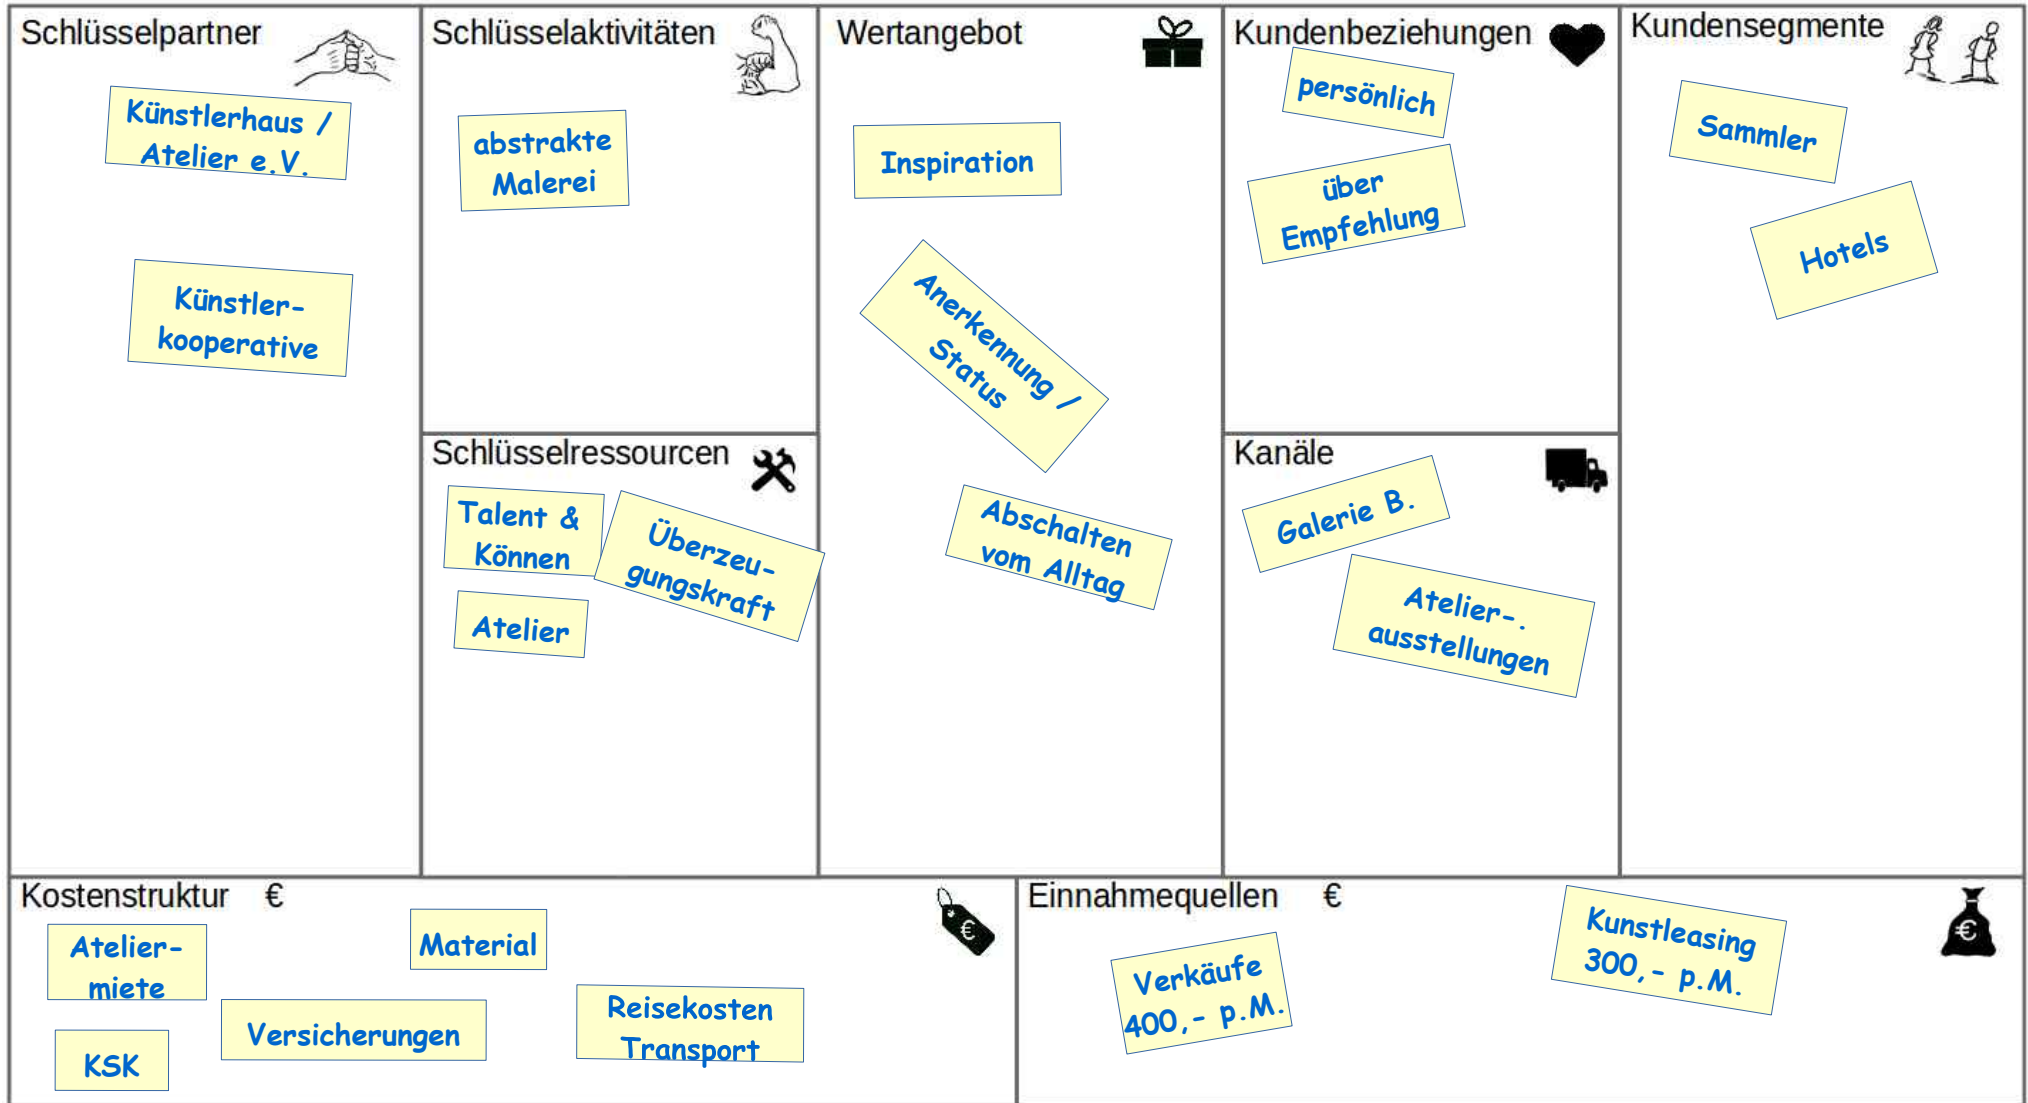 Schlüsselpartner
Künstlerhaus /
Atelier e.V.
Künstler-
kooperative
Schlüsselaktivitäten
abstrakte
Malerei
Schlüsselressourcen
Talent &
Können
Überzeu-
gungskraft
Atelier
Wertangebot
Inspiration
Anerkennung /
Status
Abschalten
vom Alltag
Kundenbeziehungen
persönlich
über
Empfehlung
Kanäle
Galerie B.
Atelier-.
ausstellungen
Kundensegmente
Sammler
Hotels
Kostenstruktur €
€
Atelier-
miete
Material
Versicherungen
Reisekosten
Transport
KSK
Einnahmequellen €
€
Verkäufe
400,- p.M.
Kunstleasing
300,- p.M.